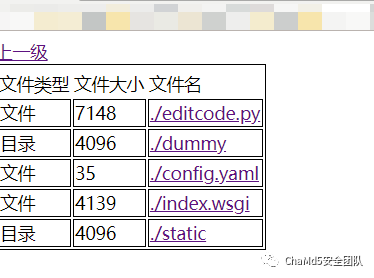 上一级
文件类型 文件大小 文件名
文件 7148 ./editcode.py
目录 4096 ./dummy
文件 35 ./config.yaml
文件 4139 ./index.wsgi
目录 4096 ./static
ChaMd5安全团队